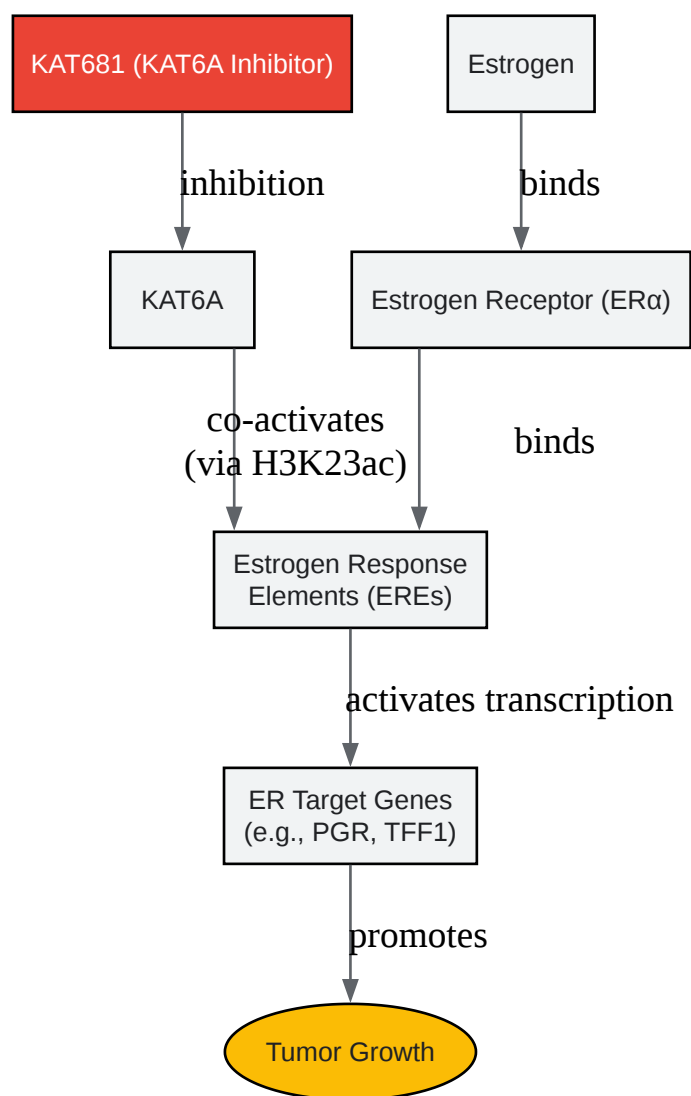 KAT681 (KAT6A Inhibitor)
Estrogen
inhibition
binds
KAT6A
Estrogen Receptor (ERα)
co-activates
(via H3K23ac)
binds
Estrogen Response
Elements (EREs)
activates transcription
ER Target Genes
(e.g., PGR, TFF1)
promotes
Tumor Growth